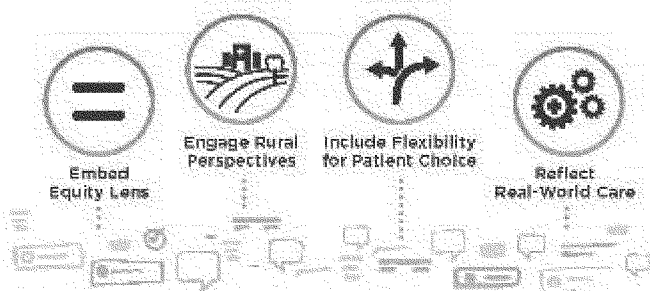 Embed
Equity Lens
Engage Rural
Perspectives
Include Flexibility
for Patient Choice
Reflect
Real-World Care